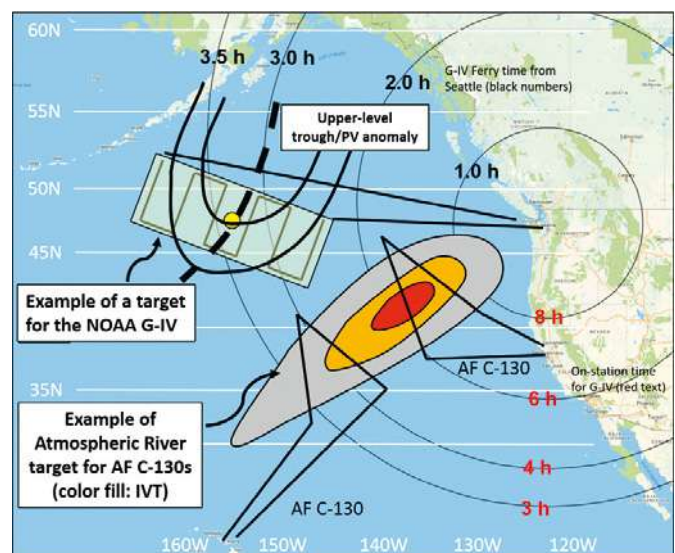 60N
3.5 h
3.0 h
2.0 h
G-IV Ferry time from
Seattle (black numbers)
55N
Upper-level
trough/PV anomaly
1.0 h
50N
45N
Example of a target
for the NOAA G-IV
8 h
AF C-130
On-station time
for G-IV (red text)
35N
6 h
Example of
Atmospheric River
target for AF C-130s
(color fill: IVT)
4 h
AF C-130
3 h
160W
150W
140W
130W
120W